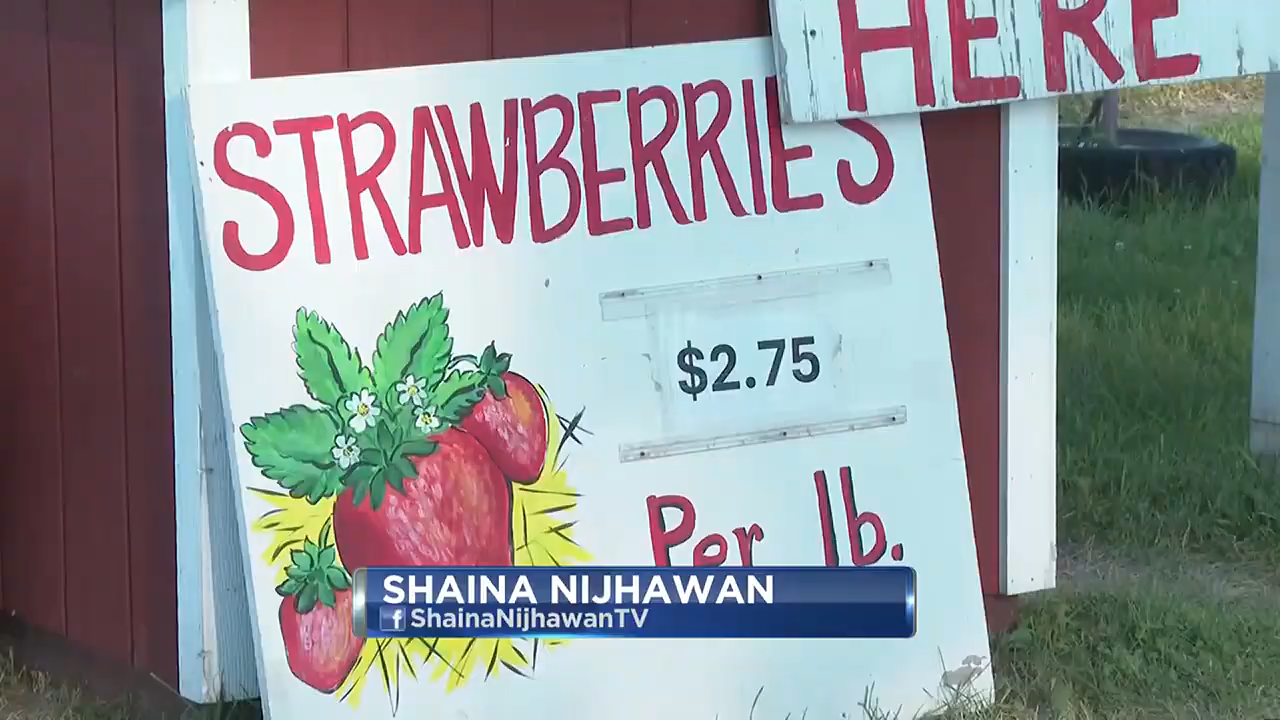 HERE
STRAWBERRIES
$2.75
Per lb.
SHAINA NIJHAWAN
f ShainaNijhawanTV